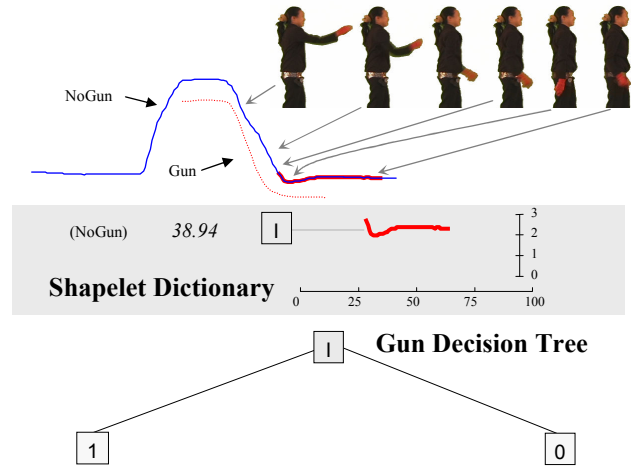 NoGun
Gun
(NoGun) 38.94 I
3
2
1
0
Shapelet Dictionary
0 25 50 75 100
I Gun Decision Tree
1 0